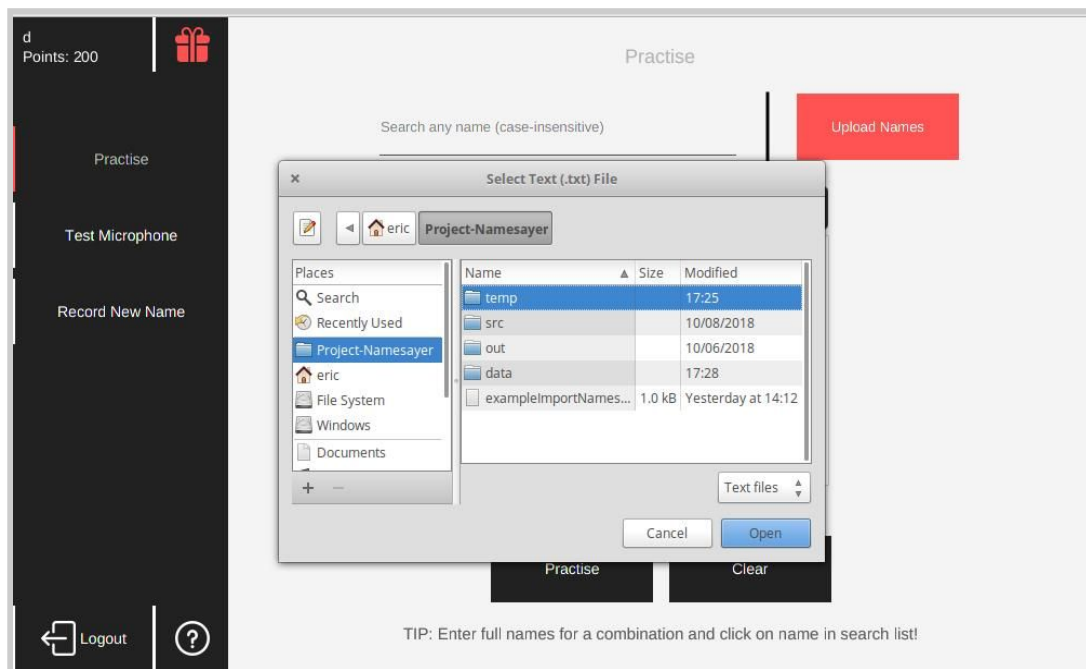 d
Points: 200
Practise
Test Microphone
Record New Name
Logout
?
Practise
Search any name (case-insensitive)
Upload Names
Select Text (.txt) File
eric
Project-Namesayer
Places
Search
Recently Used
Project-Namesayer
eric
File System
Windows
Documents
+ −
Name Size Modified
temp 17:25
src 10/08/2018
out 10/06/2018
data 17:28
exampleImportNames... 1.0 kB Yesterday at 14:12
Text files
Cancel Open
Practise Clear
TIP: Enter full names for a combination and click on name in search list!